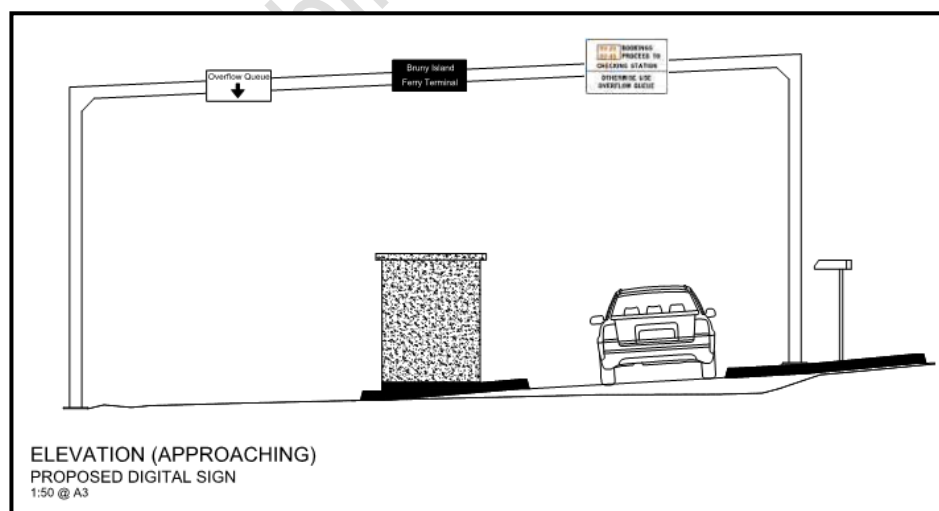 Overflow Queue
Bruny Island
Ferry Terminal
BOOKINGS
PROCEED TO
CHECKING STATION
OTHERWISE USE
OVERFLOW QUEUE
ELEVATION (APPROACHING)
PROPOSED DIGITAL SIGN
1:50 @ A3